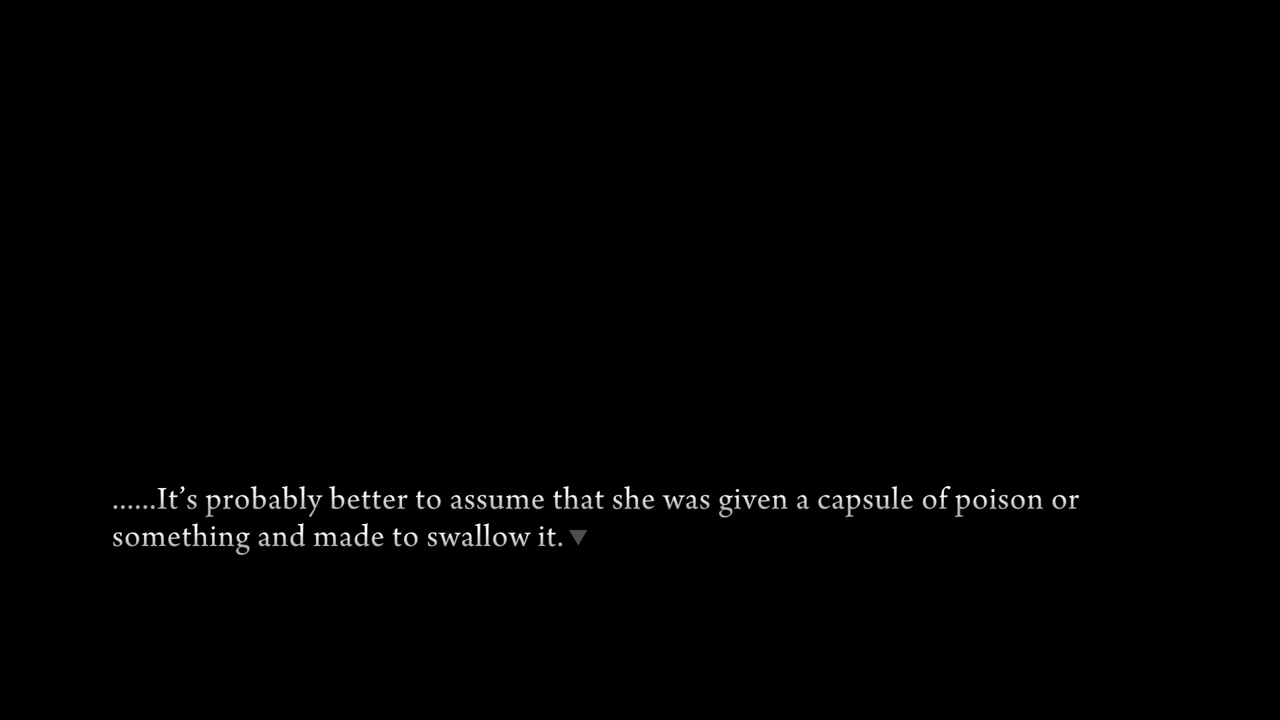 ......It’s probably better to assume that she was given a capsule of poison or
something and made to swallow it.